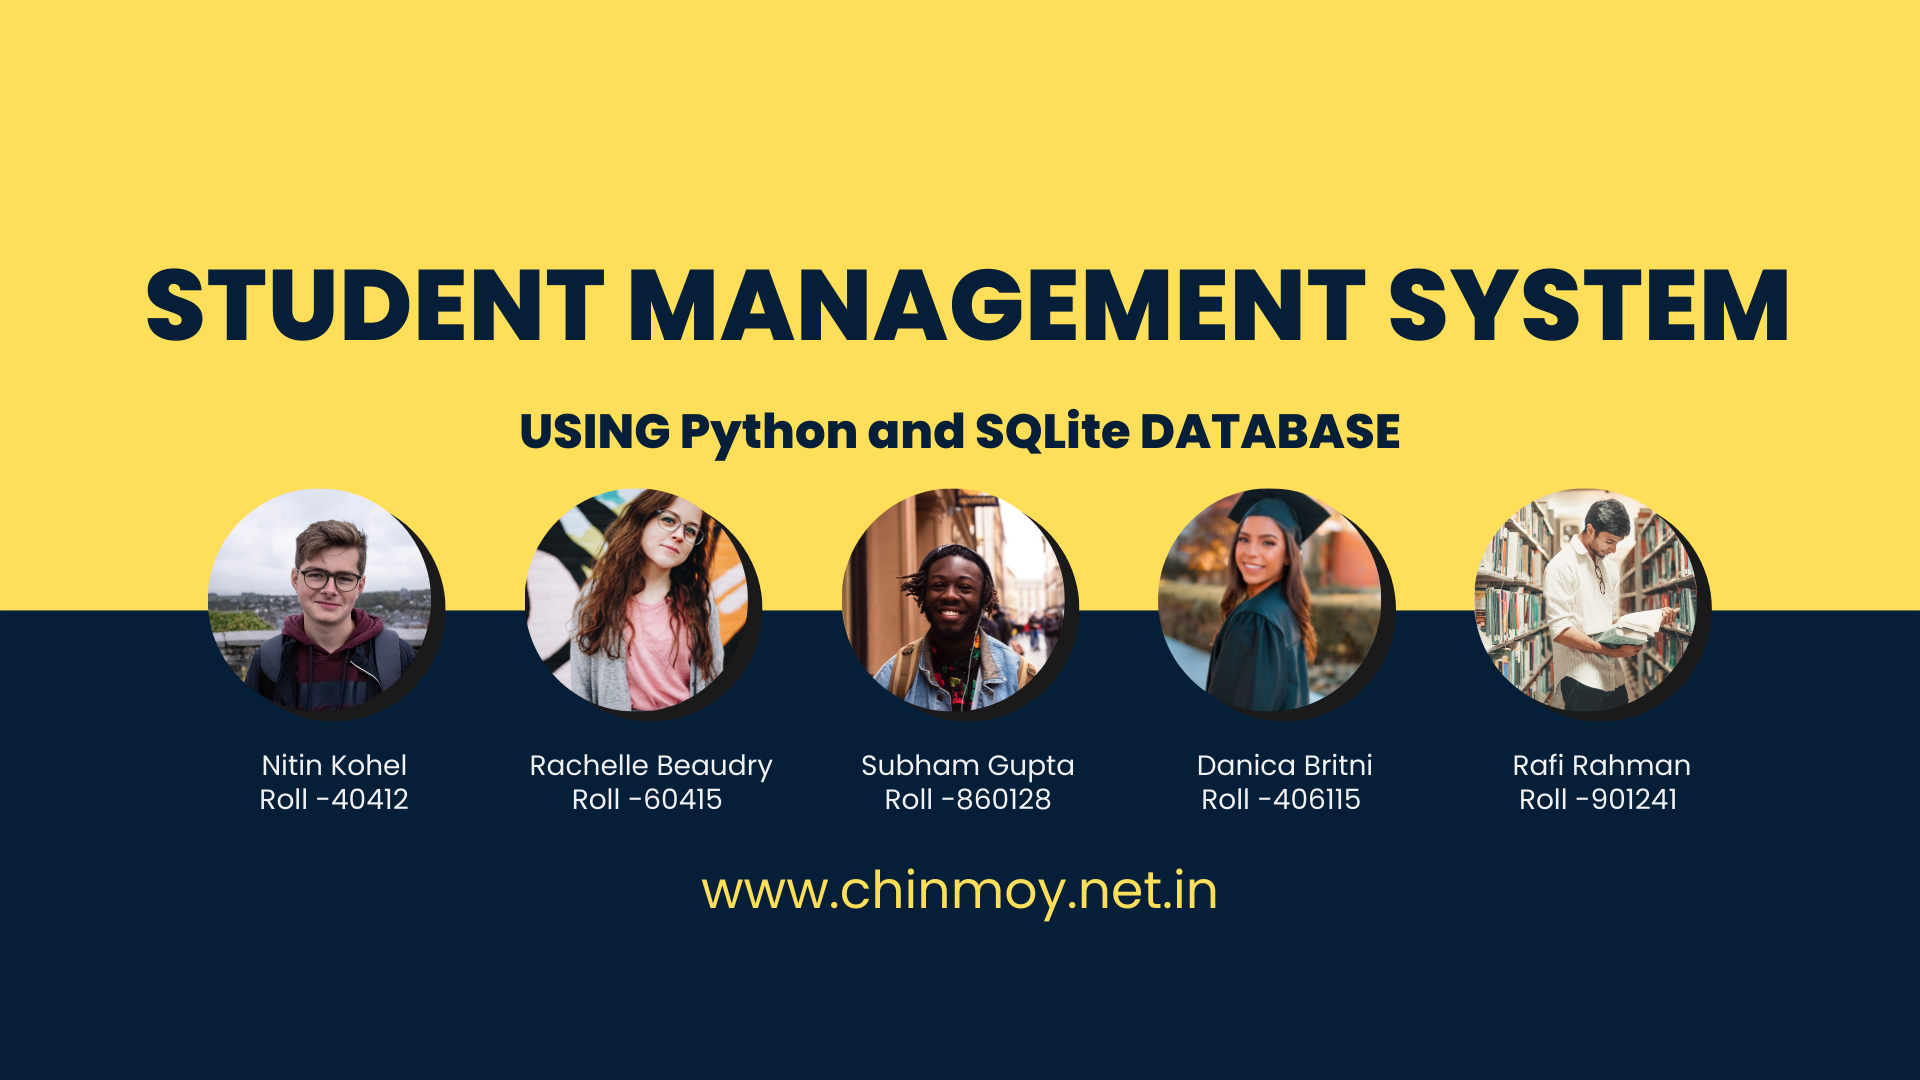 STUDENT MANAGEMENT SYSTEM
USING Python and SQLite DATABASE
Nitin Kohel
Roll -40412
Rachelle Beaudry
Roll -60415
Subham Gupta
Roll -860128
Danica Britni
Roll -406115
Rafi Rahman
Roll -901241
www.chinmoy.net.in